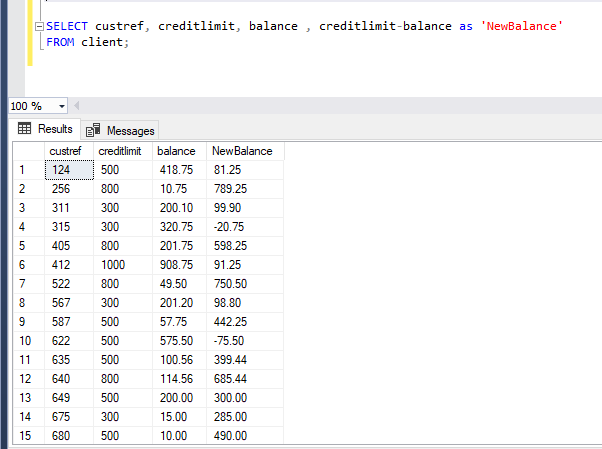 SELECT custref, creditlimit, balance , creditlimit-balance as 'NewBalance'
FROM client;
100 %
Results Messages
custref creditlimit balance NewBalance
1 124 500 418.75 81.25
2 256 800 10.75 789.25
3 311 300 200.10 99.90
4 315 300 320.75 -20.75
5 405 800 201.75 598.25
6 412 1000 908.75 91.25
7 522 800 49.50 750.50
8 567 300 201.20 98.80
9 587 500 57.75 442.25
10 622 500 575.50 -75.50
11 635 500 100.56 399.44
12 640 800 114.56 685.44
13 649 500 200.00 300.00
14 675 300 15.00 285.00
15 680 500 10.00 490.00